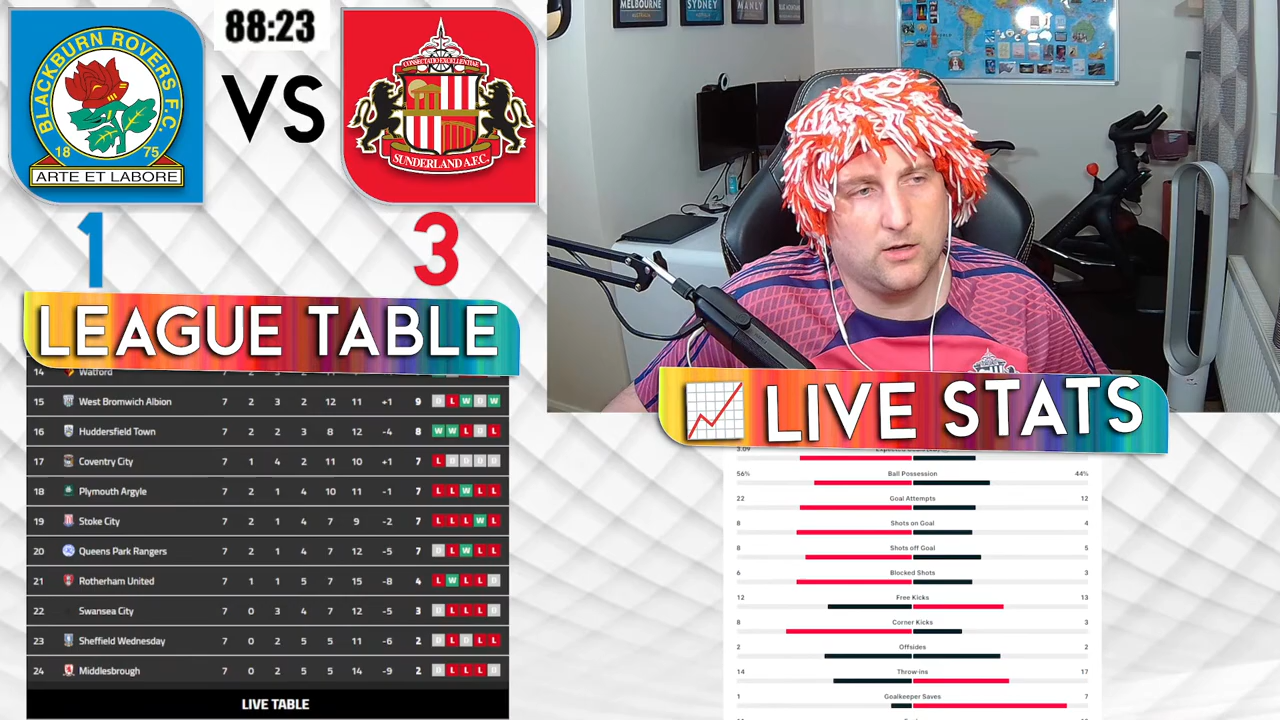 MELBOURNE
SYDNEY
MANLY
BLACKBURN ROVERS F.C.
18 75
ARTE ET LABORE
88:23
VS
CONSECTATIO EXCELLENTIAE
SUNDERLAND A.F.C.
1
3
LEAGUE TABLE
14 Watford 7 2
15 West Bromwich Albion 7 2 3 2 12 11 +1 9 D L W D W
16 Huddersfield Town 7 2 2 3 8 12 -4 8 W W L D L
17 Coventry City 7 1 4 2 11 10 +1 7 L D D D D
18 Plymouth Argyle 7 2 1 4 10 11 -1 7 L L W L L
19 Stoke City 7 2 1 4 7 9 -2 7 L L L W L
20 Queens Park Rangers 7 2 1 4 7 12 -5 7 D L W L L
21 Rotherham United 7 1 1 5 7 15 -8 4 L W L L D
22 Swansea City 7 0 3 4 7 12 -5 3 D L L L D
23 Sheffield Wednesday 7 0 2 5 5 11 -6 2 D L D L L
24 Middlesbrough 7 0 2 5 5 14 -9 2 D L L L D
LIVE TABLE
LIVE STATS
3.09
56% Ball Possession 44%
22 Goal Attempts 12
8 Shots on Goal 4
8 Shots off Goal 5
6 Blocked Shots 3
12 Free Kicks 13
8 Corner Kicks 3
2 Offsides 2
14 Throw-ins 17
1 Goalkeeper Saves 7